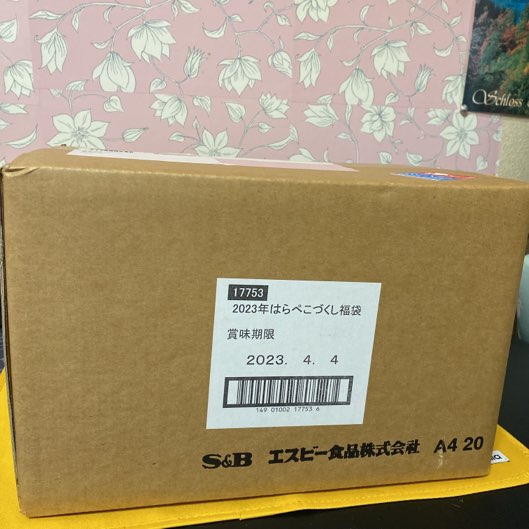 Schloss
17753
2023年はらぺこづくし福袋
賞味期限
2023. 4. 4
149 01002 17753 6
S&B エスビー食品株式会社 A4 20